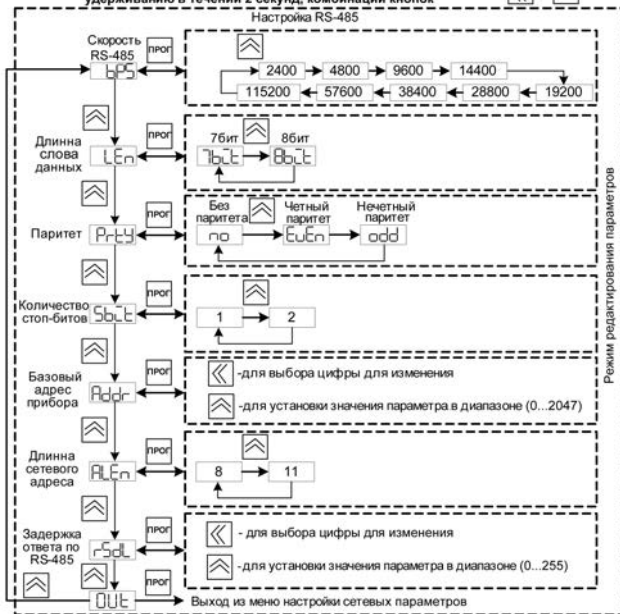 удерживанию в течении 2 секунд, комбинации кнопок
Настройка RS-485
Скорость
RS-485
bPS
ПРОГ
2400
4800
9600
14400
115200
57600
38400
28800
19200
Длинна
слова
данных
LEn
ПРОГ
7бит
8бит
7bit
8bit
Паритет
PrtY
ПРОГ
Без
паритета
Четный
паритет
Нечетный
паритет
no
EvEn
odd
Количество
стоп-битов
Sbit
ПРОГ
1
2
Базовый
адрес
прибора
Addr
ПРОГ
-для выбора цифры для изменения
-для установки значения параметра в диапазоне (0...2047)
Длинна
сетевого
адреса
ALEn
ПРОГ
8
11
Задержка
ответа по
RS-485
rSdL
ПРОГ
- для выбора цифры для изменения
-для установки значения параметра в диапазоне (0...255)
OUt
ПРОГ
Выход из меню настройки сетевых параметров
Режим редактирования параметров